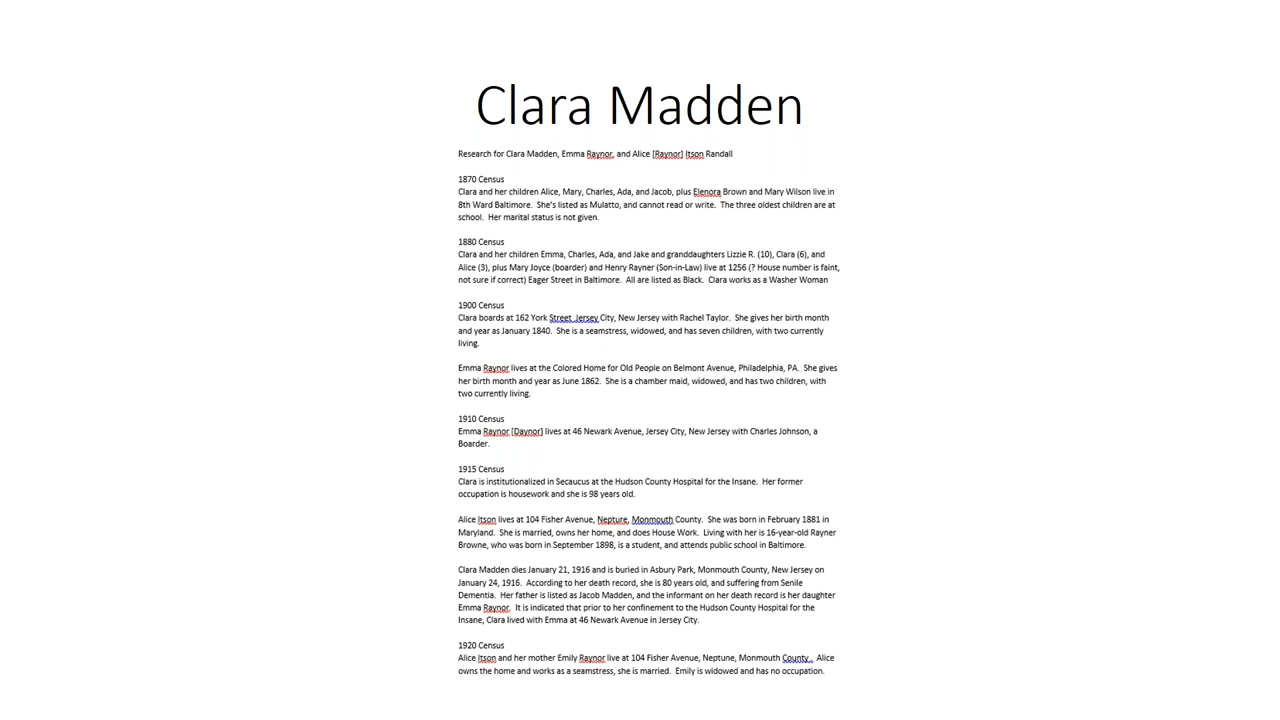 Clara Madden
Research for Clara Madden, Emma Raynor, and Alice [Raynor] Itson Randall
1870 Census
Clara and her children Alice, Mary, Charles, Ada, and Jacob, plus Elenora Brown and Mary Wilson live in
8th Ward Baltimore.  She's listed as Mulatto, and cannot read or write.  The three oldest children are at
school.  Her marital status is not given.
1880 Census
Clara and her children Emma, Charles, Ada, and Jake and granddaughters Lizzie R. (10), Clara (6), and
Alice (3), plus Mary Joyce (boarder) and Henry Rayner (Son-in-Law) live at 1256 (? House number is faint,
not sure if correct) Eager Street in Baltimore.  All are listed as Black.  Clara works as a Washer Woman
1900 Census
Clara boards at 162 York Street, Jersey City, New Jersey with Rachel Taylor.  She gives her birth month
and year as January 1840.  She is a seamstress, widowed, and has seven children, with two currently
living.
Emma Raynor lives at the Colored Home for Old People on Belmont Avenue, Philadelphia, PA.  She gives
her birth month and year as June 1862.  She is a chamber maid, widowed, and has two children, with
two currently living.
1910 Census
Emma Raynor [Daynor] lives at 46 Newark Avenue, Jersey City, New Jersey with Charles Johnson, a
Boarder.
1915 Census
Clara is institutionalized in Secaucus at the Hudson County Hospital for the Insane.  Her former
occupation is housework and she is 98 years old.
Alice Itson lives at 104 Fisher Avenue, Nepture, Monmouth County.  She was born in February 1881 in
Maryland.  She is married, owns her home, and does House Work.  Living with her is 16-year-old Rayner
Browne, who was born in September 1898, is a student, and attends public school in Baltimore.
Clara Madden dies January 21, 1916 and is buried in Asbury Park, Monmouth County, New Jersey on
January 24, 1916.  According to her death record, she is 80 years old, and suffering from Senile
Dementia.  Her father is listed as Jacob Madden, and the informant on her death record is her daughter
Emma Raynor.  It is indicated that prior to her confinement to the Hudson County Hospital for the
Insane, Clara lived with Emma at 46 Newark Avenue in Jersey City.
1920 Census
Alice Itson and her mother Emily Raynor live at 104 Fisher Avenue, Neptune, Monmouth County..  Alice
owns the home and works as a seamstress, she is married.  Emily is widowed and has no occupation.